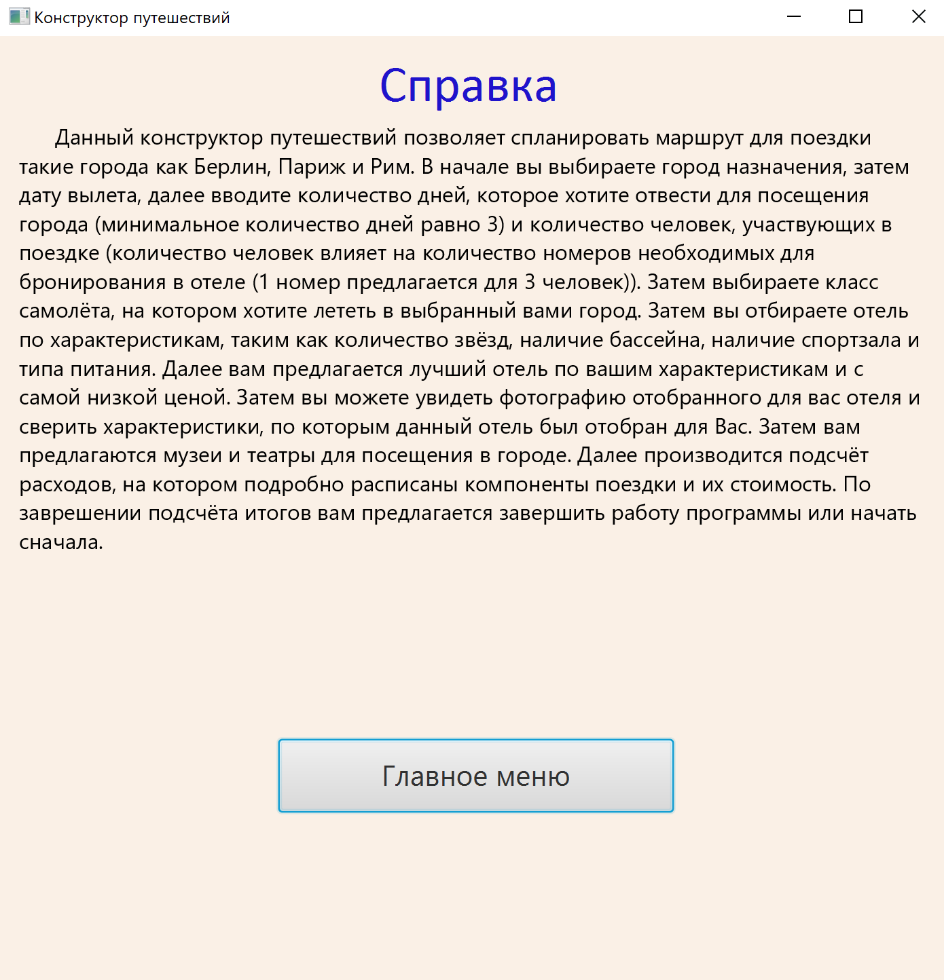 Конструктор путешествий
Справка
Данный конструктор путешествий позволяет спланировать маршрут для поездки
такие города как Берлин, Париж и Рим. В начале вы выбираете город назначения, затем
дату вылета, далее вводите количество дней, которое хотите отвести для посещения
города (минимальное количество дней равно 3) и количество человек, участвующих в
поездке (количество человек влияет на количество номеров необходимых для
бронирования в отеле (1 номер предлагается для 3 человек)). Затем выбираете класс
самолёта, на котором хотите лететь в выбранный вами город. Затем вы отбираете отель
по характеристикам, таким как количество звёзд, наличие бассейна, наличие спортзала и
типа питания. Далее вам предлагается лучший отель по вашим характеристикам и с
самой низкой ценой. Затем вы можете увидеть фотографию отобранного для вас отеля и
сверить характеристики, по которым данный отель был отобран для Вас. Затем вам
предлагаются музеи и театры для посещения в городе. Далее производится подсчёт
расходов, на котором подробно расписаны компоненты поездки и их стоимость. По
заврешении подсчёта итогов вам предлагается завершить работу программы или начать
сначала.
Главное меню